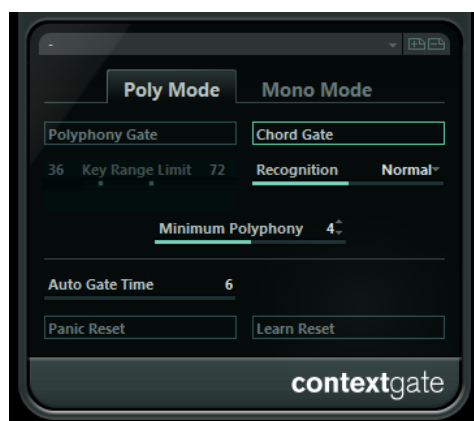 -
Poly Mode Mono Mode
Polyphony Gate Chord Gate
36 Key Range Limit 72 Recognition Normal
Minimum Polyphony 4
Auto Gate Time 6
Panic Reset Learn Reset
contextgate